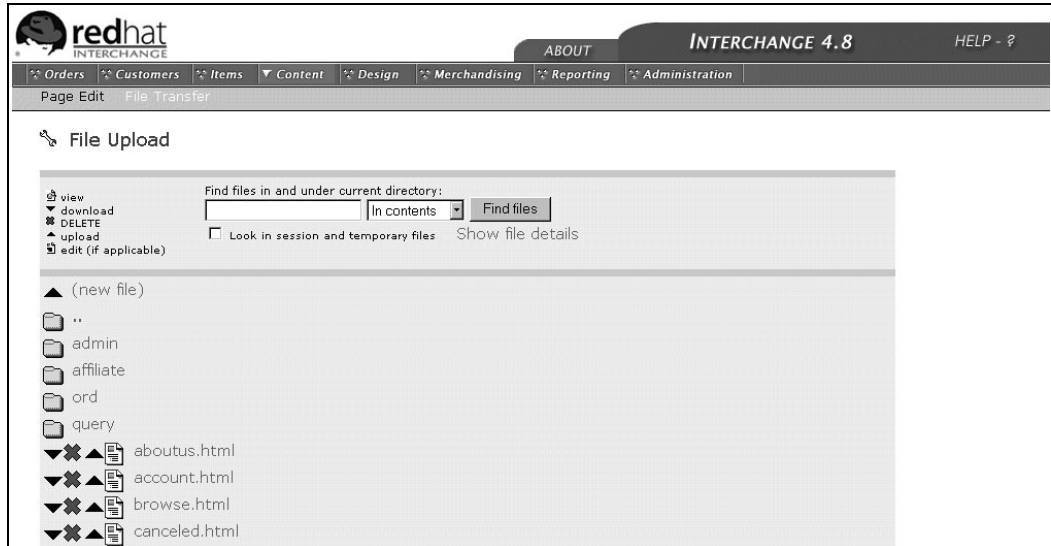 redhat
INTERCHANGE
ABOUT
INTERCHANGE 4.8
HELP - ?
Orders Customers Items Content Design Merchandising Reporting Administration
Page Edit File Transfer
File Upload
view
download
DELETE
upload
edit (if applicable)
Find files in and under current directory:
In contents Find files
Look in session and temporary files Show file details
(new file)
..
admin
affiliate
ord
query
aboutus.html
account.html
browse.html
canceled.html